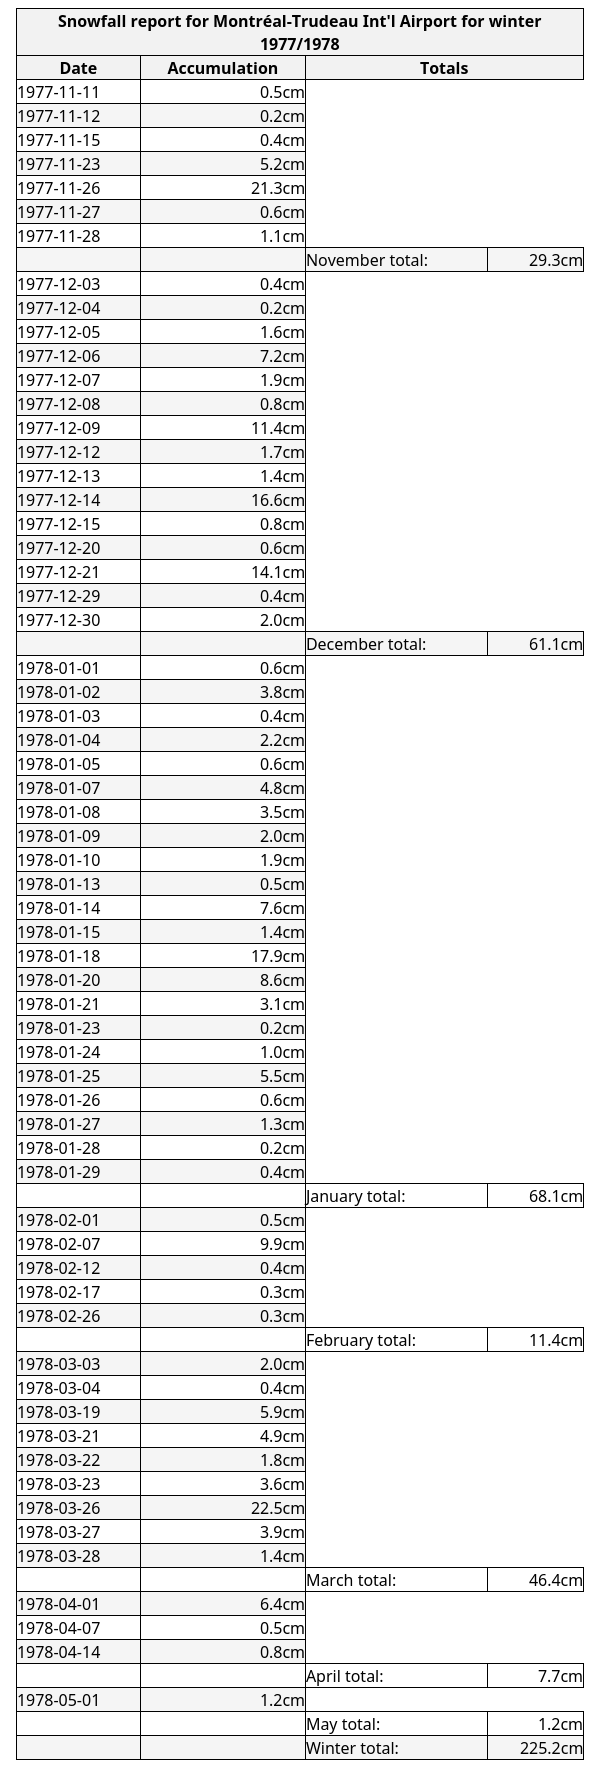 Snowfall report for Montréal-Trudeau Int'l Airport for winter
1977/1978
Date Accumulation Totals
1977-11-11 0.5cm
1977-11-12 0.2cm
1977-11-15 0.4cm
1977-11-23 5.2cm
1977-11-26 21.3cm
1977-11-27 0.6cm
1977-11-28 1.1cm
November total: 29.3cm
1977-12-03 0.4cm
1977-12-04 0.2cm
1977-12-05 1.6cm
1977-12-06 7.2cm
1977-12-07 1.9cm
1977-12-08 0.8cm
1977-12-09 11.4cm
1977-12-12 1.7cm
1977-12-13 1.4cm
1977-12-14 16.6cm
1977-12-15 0.8cm
1977-12-20 0.6cm
1977-12-21 14.1cm
1977-12-29 0.4cm
1977-12-30 2.0cm
December total: 61.1cm
1978-01-01 0.6cm
1978-01-02 3.8cm
1978-01-03 0.4cm
1978-01-04 2.2cm
1978-01-05 0.6cm
1978-01-07 4.8cm
1978-01-08 3.5cm
1978-01-09 2.0cm
1978-01-10 1.9cm
1978-01-13 0.5cm
1978-01-14 7.6cm
1978-01-15 1.4cm
1978-01-18 17.9cm
1978-01-20 8.6cm
1978-01-21 3.1cm
1978-01-23 0.2cm
1978-01-24 1.0cm
1978-01-25 5.5cm
1978-01-26 0.6cm
1978-01-27 1.3cm
1978-01-28 0.2cm
1978-01-29 0.4cm
January total: 68.1cm
1978-02-01 0.5cm
1978-02-07 9.9cm
1978-02-12 0.4cm
1978-02-17 0.3cm
1978-02-26 0.3cm
February total: 11.4cm
1978-03-03 2.0cm
1978-03-04 0.4cm
1978-03-19 5.9cm
1978-03-21 4.9cm
1978-03-22 1.8cm
1978-03-23 3.6cm
1978-03-26 22.5cm
1978-03-27 3.9cm
1978-03-28 1.4cm
March total: 46.4cm
1978-04-01 6.4cm
1978-04-07 0.5cm
1978-04-14 0.8cm
April total: 7.7cm
1978-05-01 1.2cm
May total: 1.2cm
Winter total: 225.2cm